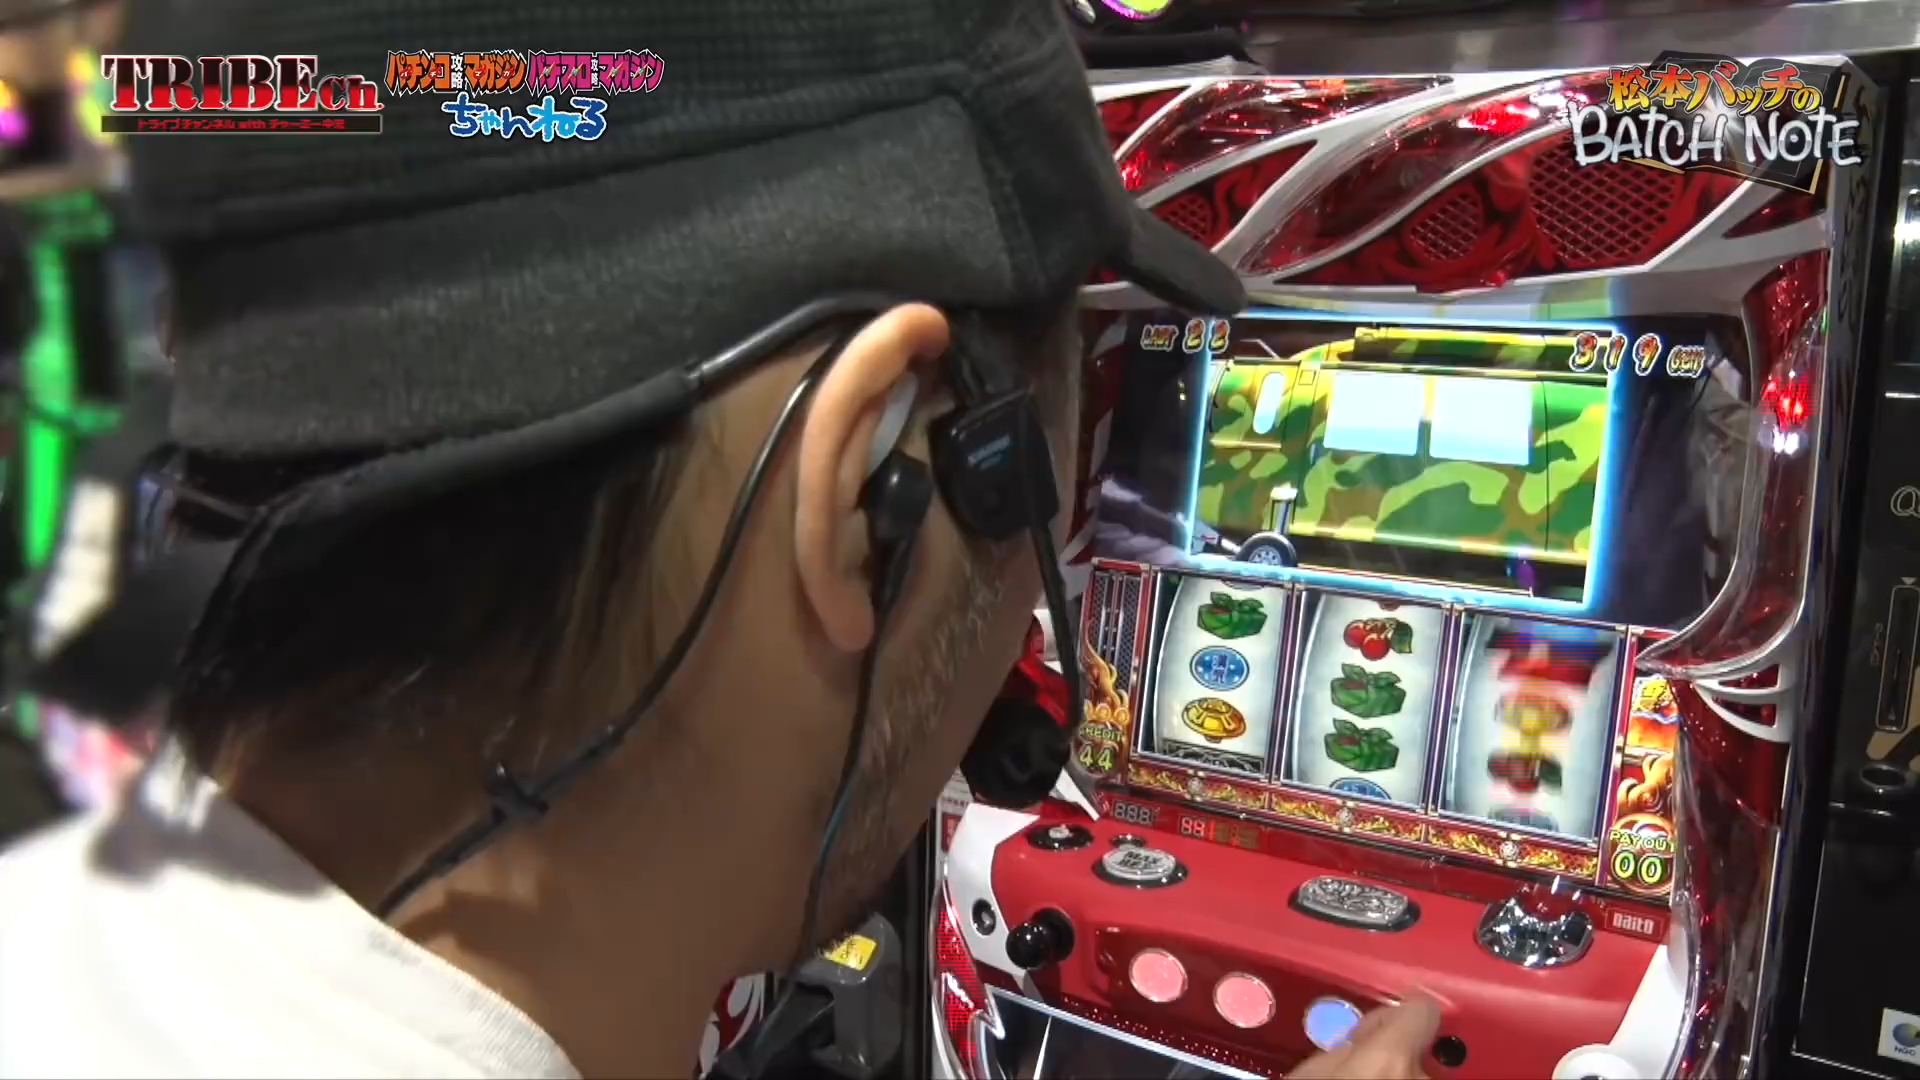 TRIBE Ch
トライブチャンネル with チャーミー中元
パチンコ攻略マガジン パチスロ攻略マガジン
ちゃんねる
松本バッチの
BATCH NOTE
LAST 22
319 GET
CREDIT
44
MAX BET
PAY OUT
00
Daito